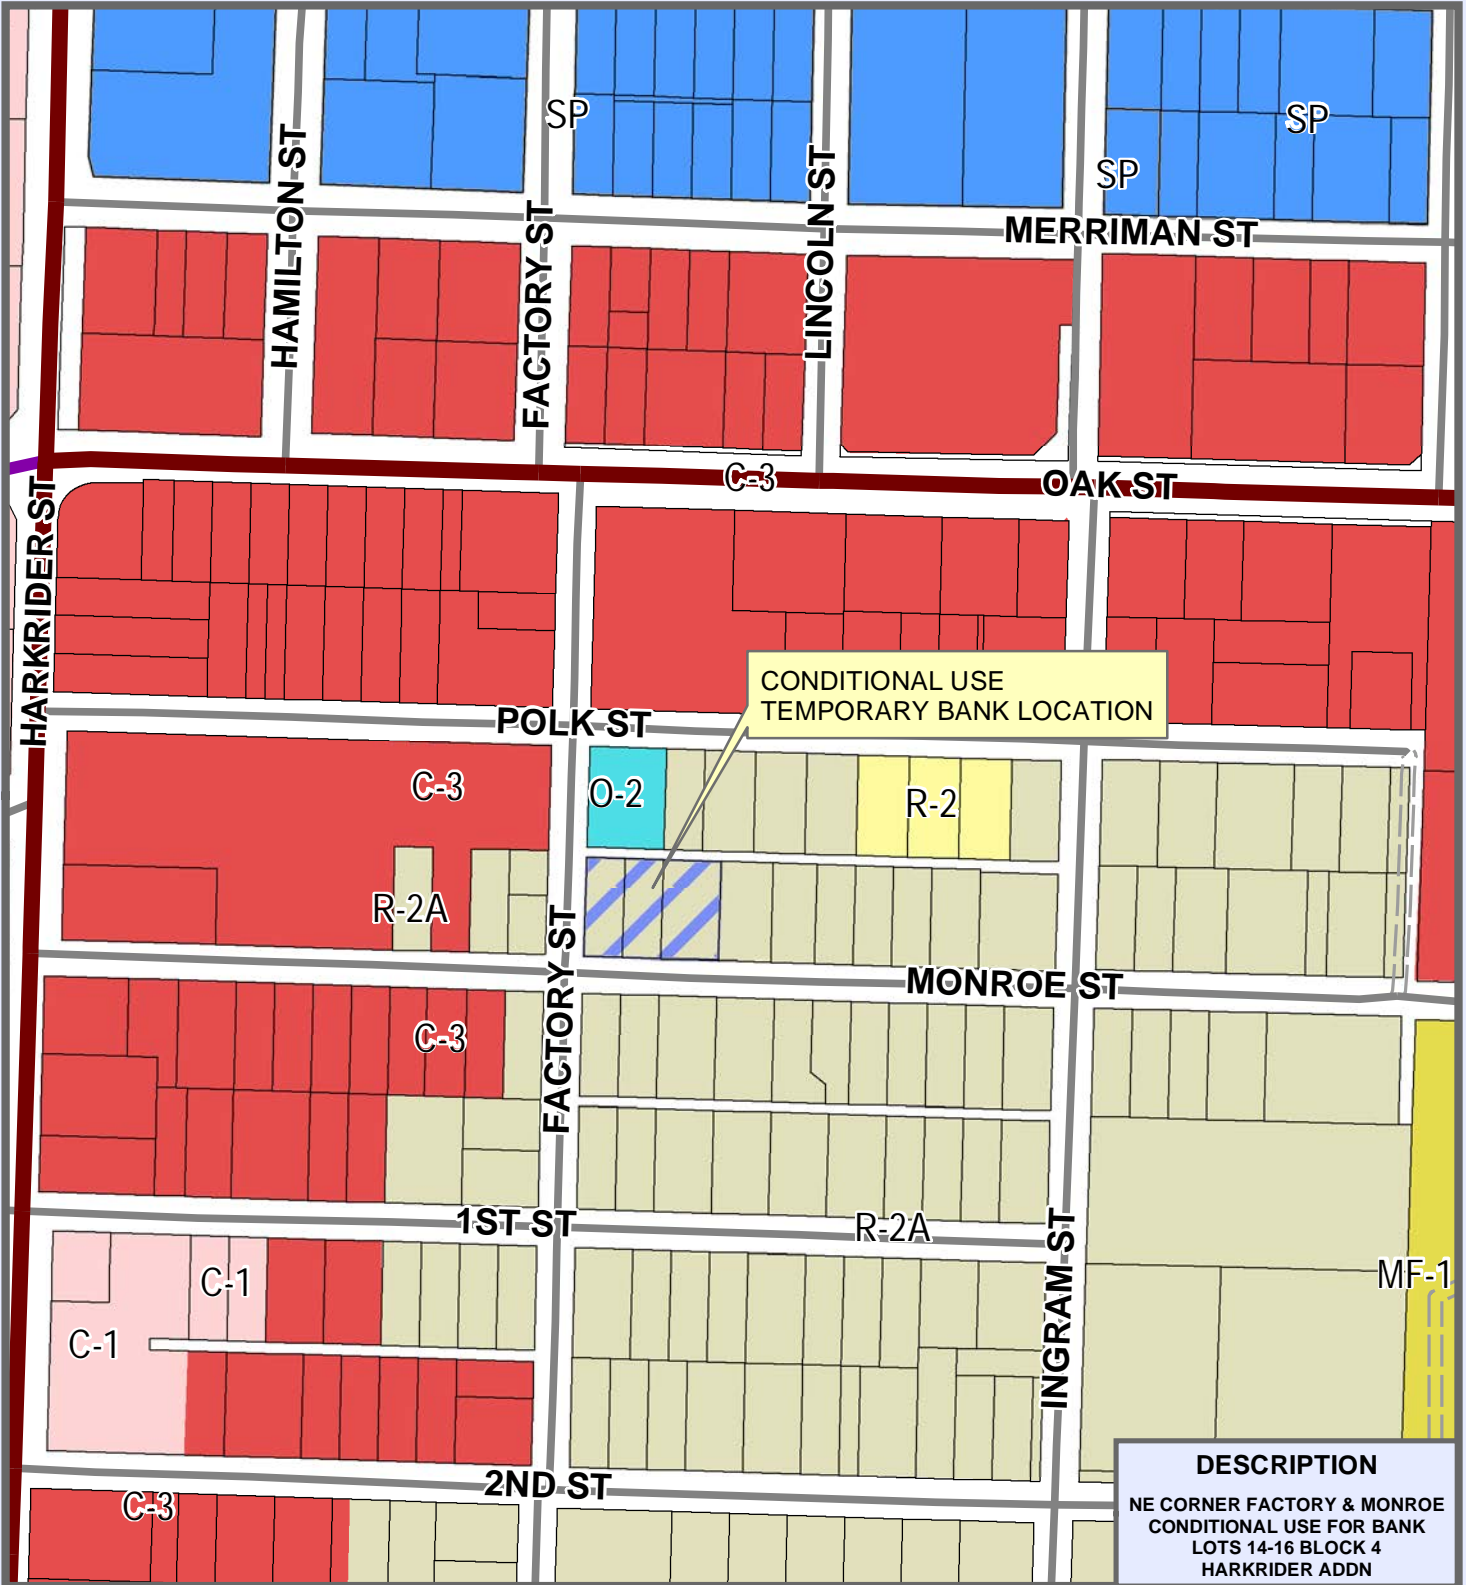 SP
SP
SP
HAMILTON ST
FACTORY ST
LINCOLN ST
MERRIMAN ST
C-3
OAK ST
HARKRIDER ST
CONDITIONAL USE
TEMPORARY BANK LOCATION
POLK ST
C-3
O-2
R-2
R-2A
FACTORY ST
MONROE ST
C-3
1ST ST
R-2A
INGRAM ST
C-1
C-1
MF-1
2ND ST
C-3
DESCRIPTION
NE CORNER FACTORY & MONROE
CONDITIONAL USE FOR BANK
LOTS 14-16 BLOCK 4
HARKRIDER ADDN